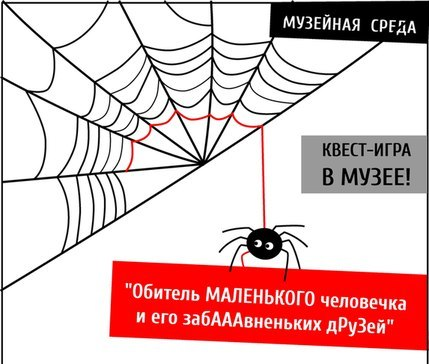 МУЗЕЙНАЯ СРЕДА
КВЕСТ-ИГРА
В МУЗЕЕ!
"Обитель МАЛЕНЬКОГО человечка
и его забАААвненьких дРуЗей"